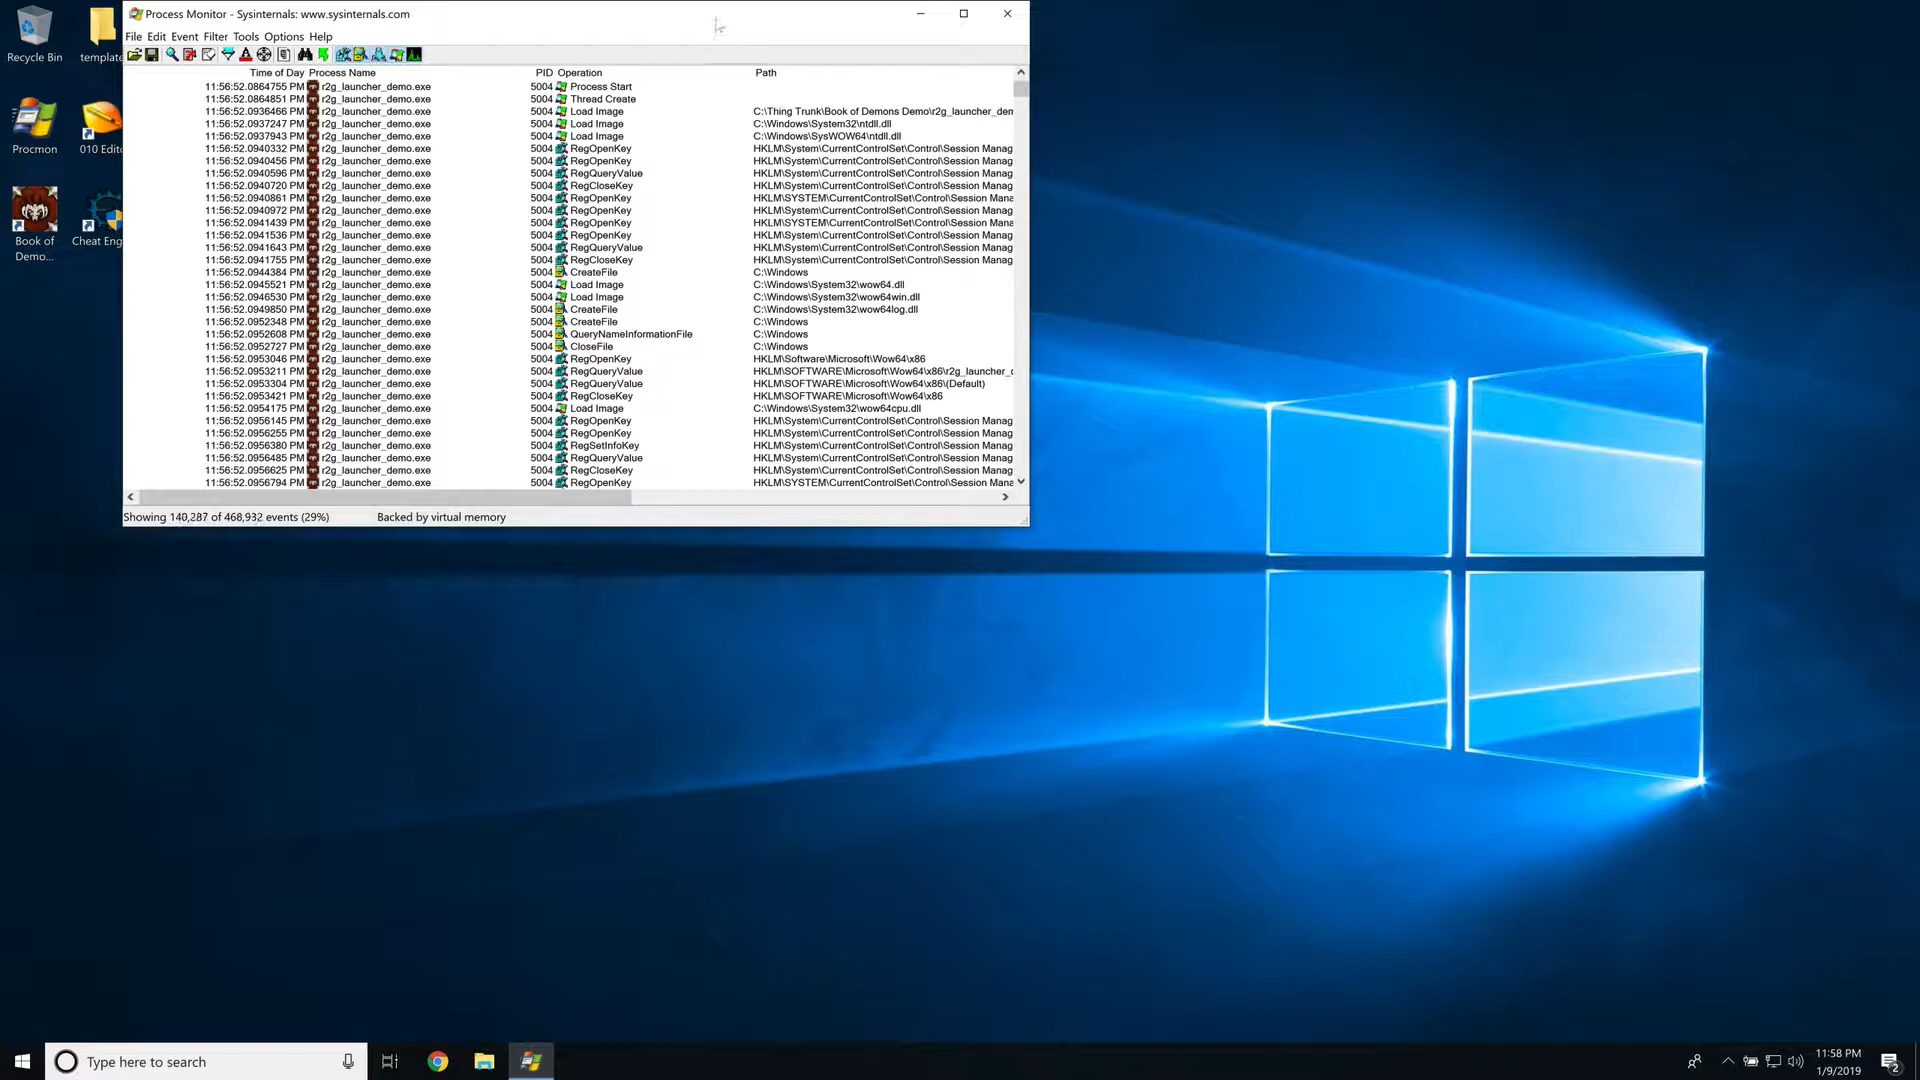 Process Monitor - Sysinternals: www.sysinternals.com
File Edit Event Filter Tools Options Help
Time of Day Process Name PID Operation Path
11:56:52.0864755 PM r2g_launcher_demo.exe 5004 Process Start
11:56:52.0864851 PM r2g_launcher_demo.exe 5004 Thread Create
11:56:52.0936466 PM r2g_launcher_demo.exe 5004 Load Image C:\Thing Trunk\Book of Demons Demo\r2g_launcher_dem
11:56:52.0937247 PM r2g_launcher_demo.exe 5004 Load Image C:\Windows\System32\ntdll.dll
11:56:52.0937943 PM r2g_launcher_demo.exe 5004 Load Image C:\Windows\SysWOW64\ntdll.dll
11:56:52.0940332 PM r2g_launcher_demo.exe 5004 RegOpenKey HKLM\System\CurrentControlSet\Control\Session Manag
11:56:52.0940456 PM r2g_launcher_demo.exe 5004 RegOpenKey HKLM\System\CurrentControlSet\Control\Session Manag
11:56:52.0940596 PM r2g_launcher_demo.exe 5004 RegQueryValue HKLM\System\CurrentControlSet\Control\Session Manag
11:56:52.0940720 PM r2g_launcher_demo.exe 5004 RegCloseKey HKLM\System\CurrentControlSet\Control\Session Manag
11:56:52.0940861 PM r2g_launcher_demo.exe 5004 RegOpenKey HKLM\SYSTEM\CurrentControlSet\Control\Session Mana
11:56:52.0940972 PM r2g_launcher_demo.exe 5004 RegOpenKey HKLM\System\CurrentControlSet\Control\Session Manag
11:56:52.0941439 PM r2g_launcher_demo.exe 5004 RegOpenKey HKLM\SYSTEM\CurrentControlSet\Control\Session Mana
11:56:52.0941536 PM r2g_launcher_demo.exe 5004 RegOpenKey HKLM\System\CurrentControlSet\Control\Session Manag
11:56:52.0941643 PM r2g_launcher_demo.exe 5004 RegQueryValue HKLM\System\CurrentControlSet\Control\Session Manag
11:56:52.0941755 PM r2g_launcher_demo.exe 5004 RegCloseKey HKLM\System\CurrentControlSet\Control\Session Manag
11:56:52.0944384 PM r2g_launcher_demo.exe 5004 CreateFile C:\Windows
11:56:52.0945521 PM r2g_launcher_demo.exe 5004 Load Image C:\Windows\System32\wow64.dll
11:56:52.0946530 PM r2g_launcher_demo.exe 5004 Load Image C:\Windows\System32\wow64win.dll
11:56:52.0949850 PM r2g_launcher_demo.exe 5004 CreateFile C:\Windows\System32\wow64log.dll
11:56:52.0952348 PM r2g_launcher_demo.exe 5004 CreateFile C:\Windows
11:56:52.0952608 PM r2g_launcher_demo.exe 5004 QueryNameInformationFile C:\Windows
11:56:52.0952727 PM r2g_launcher_demo.exe 5004 CloseFile C:\Windows
11:56:52.0953046 PM r2g_launcher_demo.exe 5004 RegOpenKey HKLM\Software\Microsoft\Wow64\x86
11:56:52.0953211 PM r2g_launcher_demo.exe 5004 RegQueryValue HKLM\SOFTWARE\Microsoft\Wow64\x86\r2g_launcher_
11:56:52.0953304 PM r2g_launcher_demo.exe 5004 RegQueryValue HKLM\SOFTWARE\Microsoft\Wow64\x86\(Default)
11:56:52.0953421 PM r2g_launcher_demo.exe 5004 RegCloseKey HKLM\SOFTWARE\Microsoft\Wow64\x86
11:56:52.0954175 PM r2g_launcher_demo.exe 5004 Load Image C:\Windows\System32\wow64cpu.dll
11:56:52.0956145 PM r2g_launcher_demo.exe 5004 RegOpenKey HKLM\System\CurrentControlSet\Control\Session Manag
11:56:52.0956255 PM r2g_launcher_demo.exe 5004 RegOpenKey HKLM\System\CurrentControlSet\Control\Session Manag
11:56:52.0956380 PM r2g_launcher_demo.exe 5004 RegSetInfoKey HKLM\System\CurrentControlSet\Control\Session Manag
11:56:52.0956485 PM r2g_launcher_demo.exe 5004 RegQueryValue HKLM\System\CurrentControlSet\Control\Session Manag
11:56:52.0956625 PM r2g_launcher_demo.exe 5004 RegCloseKey HKLM\System\CurrentControlSet\Control\Session Manag
11:56:52.0956794 PM r2g_launcher_demo.exe 5004 RegOpenKey HKLM\SYSTEM\CurrentControlSet\Control\Session Mana
Showing 140,287 of 468,932 events (29%) Backed by virtual memory
Recycle Bin
template
Procmon
010 Edito
Book of
Demo...
Cheat Eng
Type here to search
11:58 PM
1/9/2019
2